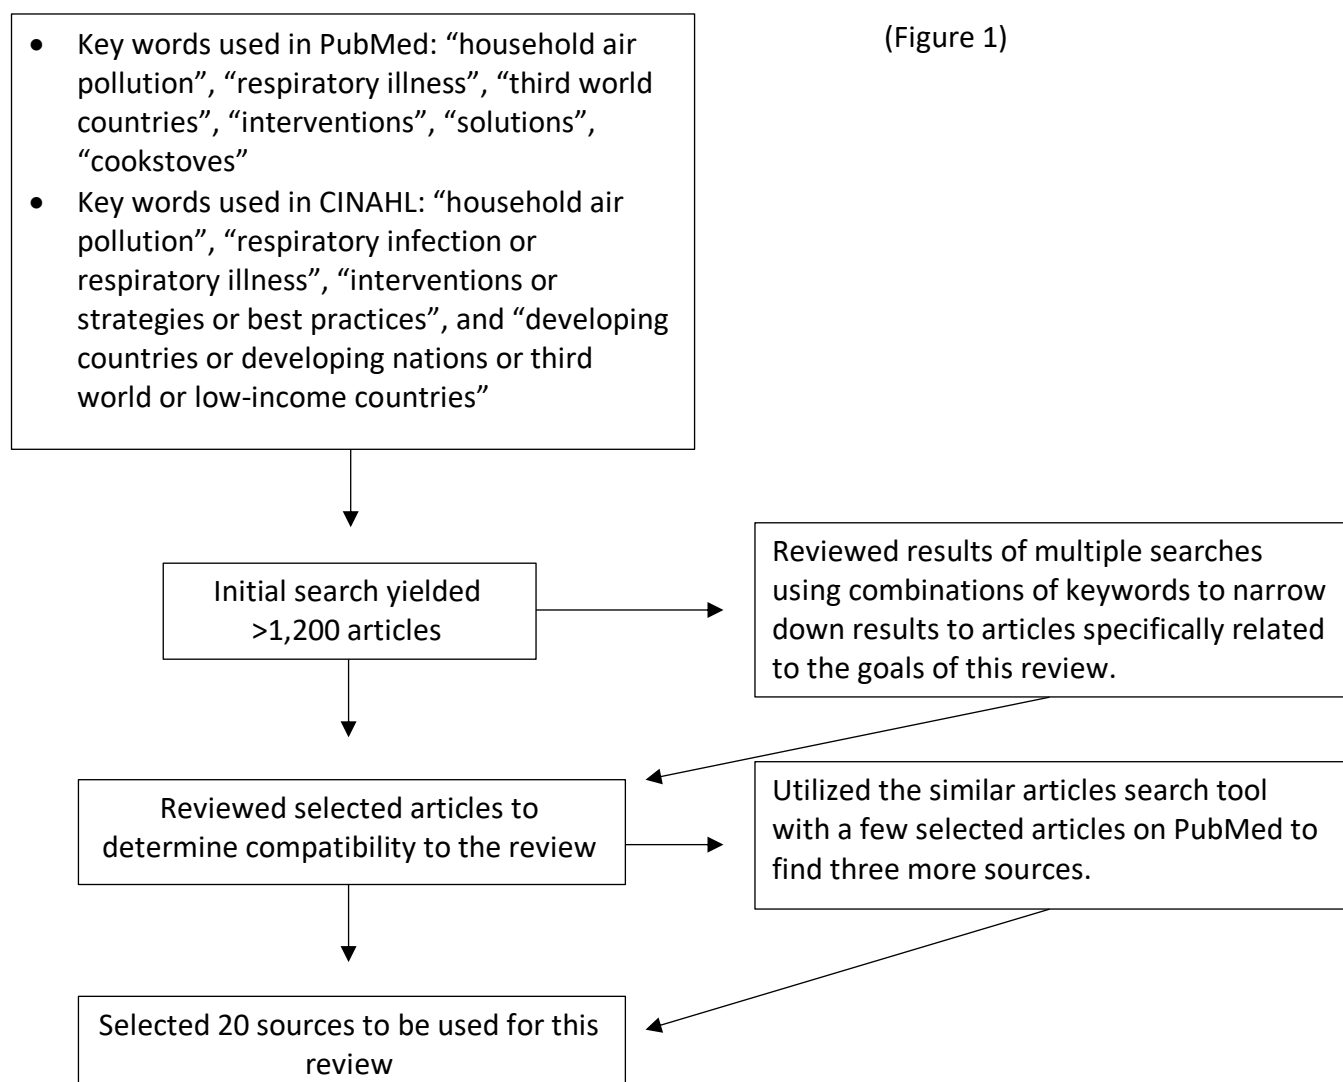 (Figure 1)
• Key words used in PubMed: “household air
pollution”, “respiratory illness”, “third world
countries”, “interventions”, “solutions”,
“cookstoves”
• Key words used in CINAHL: “household air
pollution”, “respiratory infection or
respiratory illness”, “interventions or
strategies or best practices”, and “developing
countries or developing nations or third
world or low-income countries”
Initial search yielded
>1,200 articles
Reviewed results of multiple searches
using combinations of keywords to narrow
down results to articles specifically related
to the goals of this review.
Reviewed selected articles to
determine compatibility to the review
Utilized the similar articles search tool
with a few selected articles on PubMed to
find three more sources.
Selected 20 sources to be used for this
review